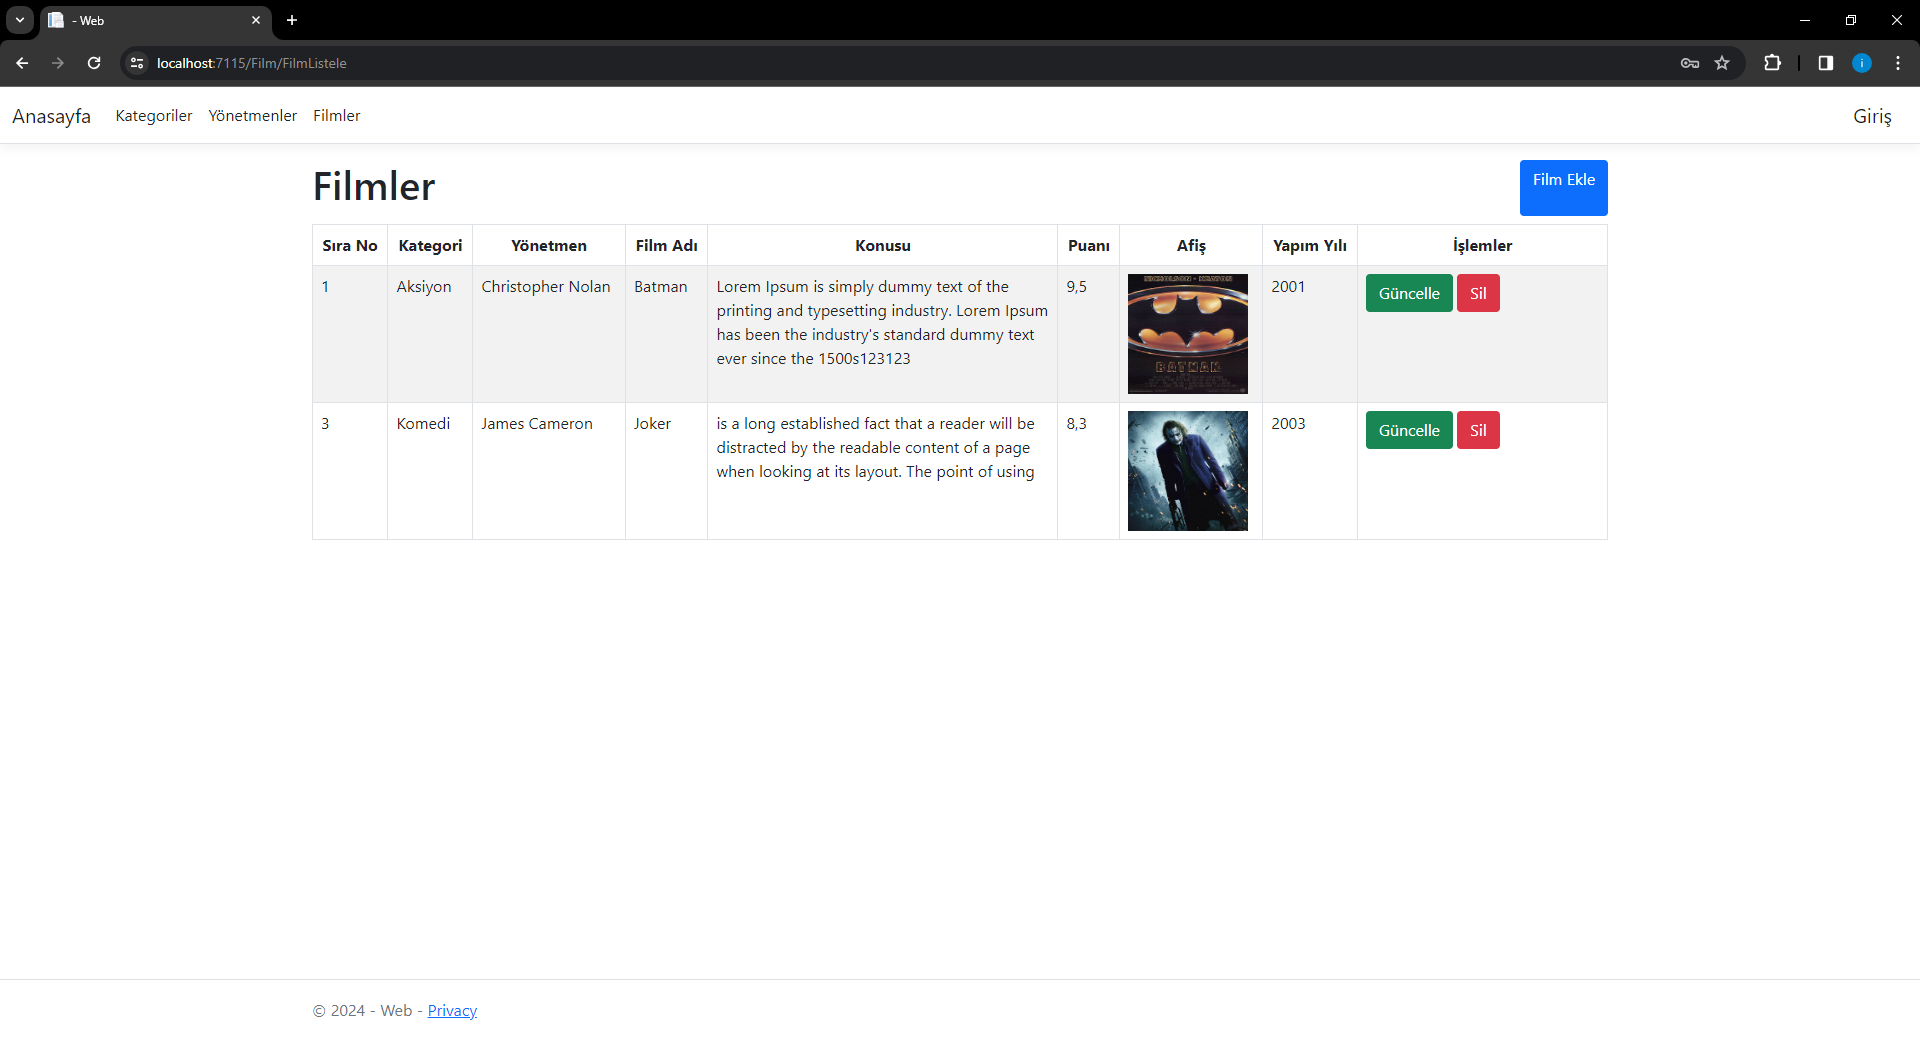 - Web
localhost:7115/Film/FilmListele
i
Anasayfa Kategoriler Yönetmenler Filmler Giriş
Filmler
Film Ekle
Sıra No Kategori Yönetmen Film Adı Konusu Puanı Afiş Yapım Yılı İşlemler
1 Aksiyon Christopher Nolan Batman Lorem Ipsum is simply dummy text of the 9,5 2001 Güncelle Sil
printing and typesetting industry. Lorem Ipsum
has been the industry's standard dummy text
ever since the 1500s123123
NICHOLSON • KEATON
BATMAN
3 Komedi James Cameron Joker is a long established fact that a reader will be 8,3 2003 Güncelle Sil
distracted by the readable content of a page
when looking at its layout. The point of using
© 2024 - Web - Privacy